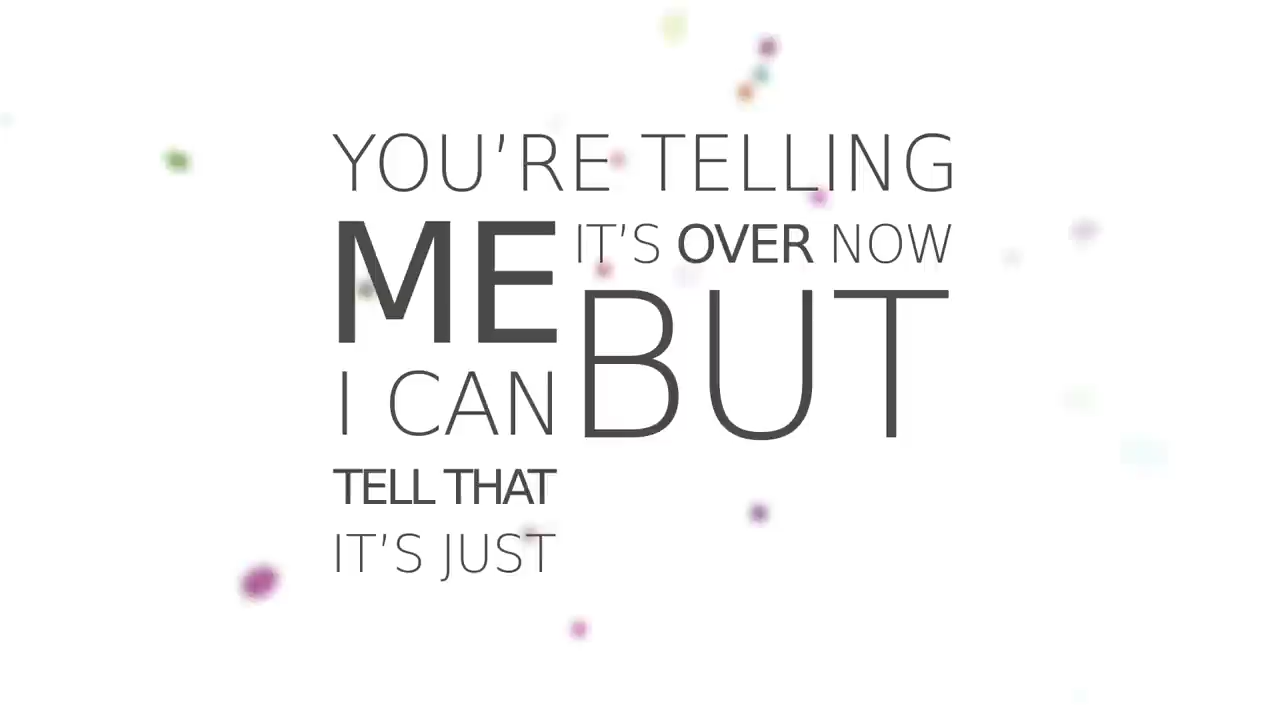 YOU'RE TELLING
ME IT'S OVER NOW
BUT
I CAN
TELL THAT
IT'S JUST